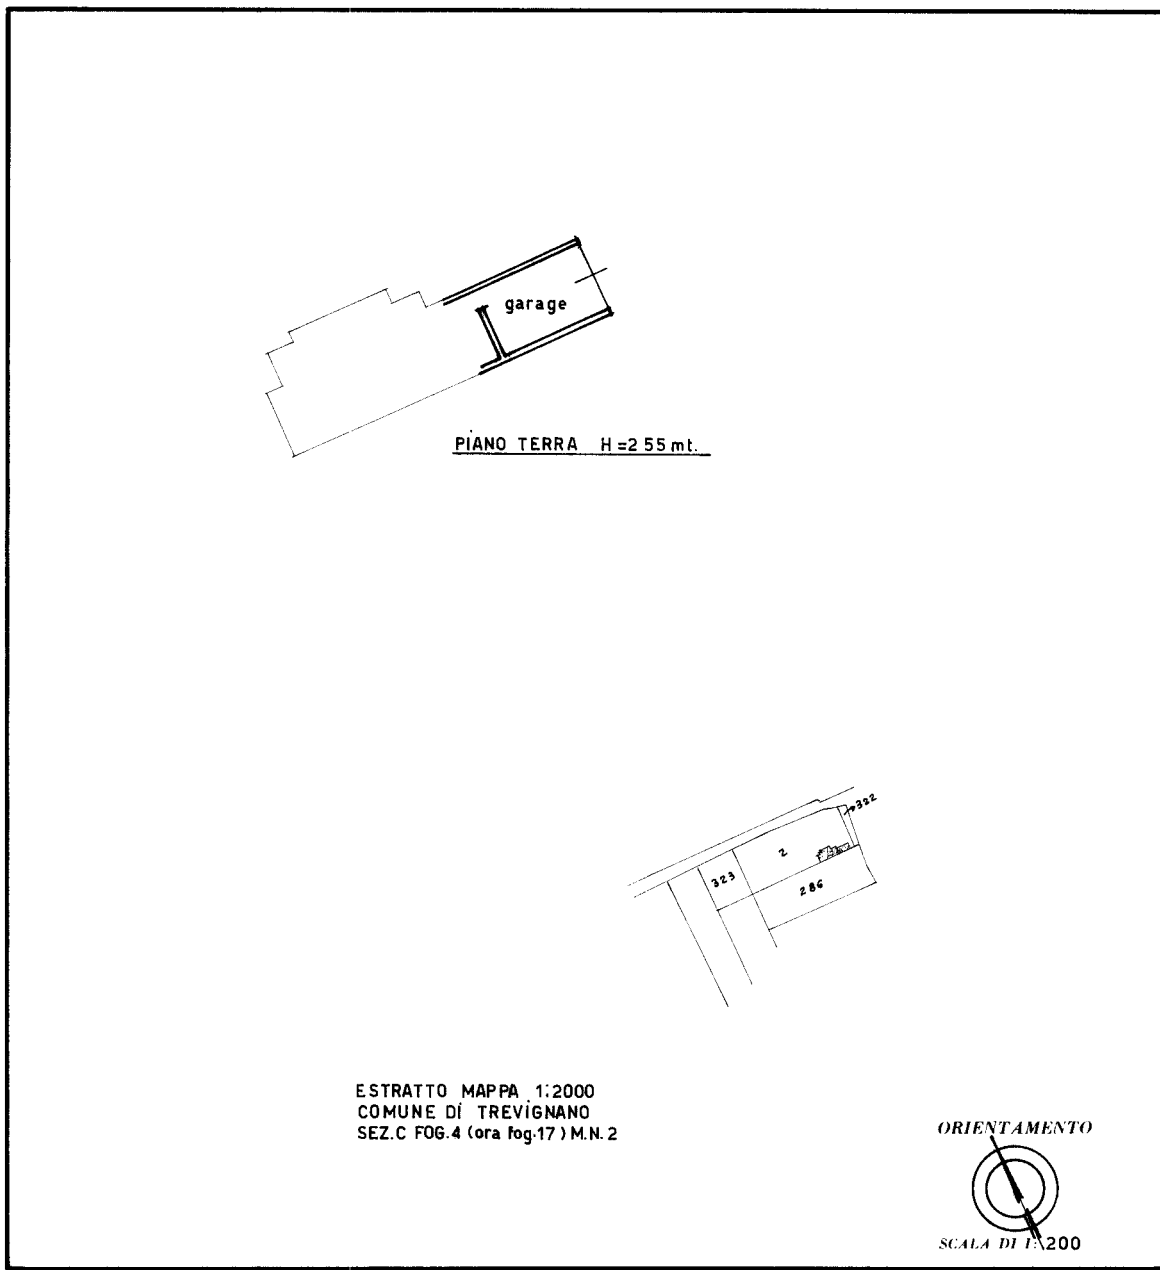 garage
PIANO TERRA H=2.55 mt.
322
2
323
286
ESTRATTO MAPPA 1:2000
COMUNE DI TREVIGNANO
SEZ.C FOG.4 (ora fog.17) M.N.2
ORIENTAMENTO
SCALA DI 1:200